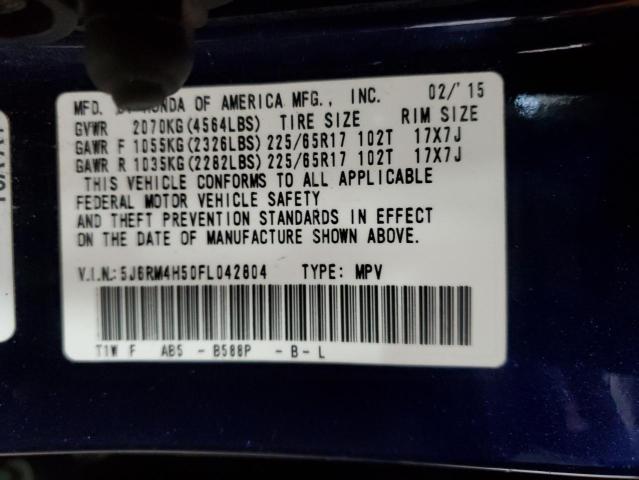 MFD. BY HONDA OF AMERICA MFG., INC. 02/'15
GVWR 2070KG(4564LBS) TIRE SIZE RIM SIZE
GAWR F 1055KG(2326LBS) 225/65R17 102T 17X7J
GAWR R 1035KG(2282LBS) 225/65R17 102T 17X7J
THIS VEHICLE CONFORMS TO ALL APPLICABLE
FEDERAL MOTOR VEHICLE SAFETY
AND THEFT PREVENTION STANDARDS IN EFFECT
ON THE DATE OF MANUFACTURE SHOWN ABOVE.
V.I.N.: 5J6RM4H50FL042804 TYPE: MPV
T1W F AB5 - B588P - B - L